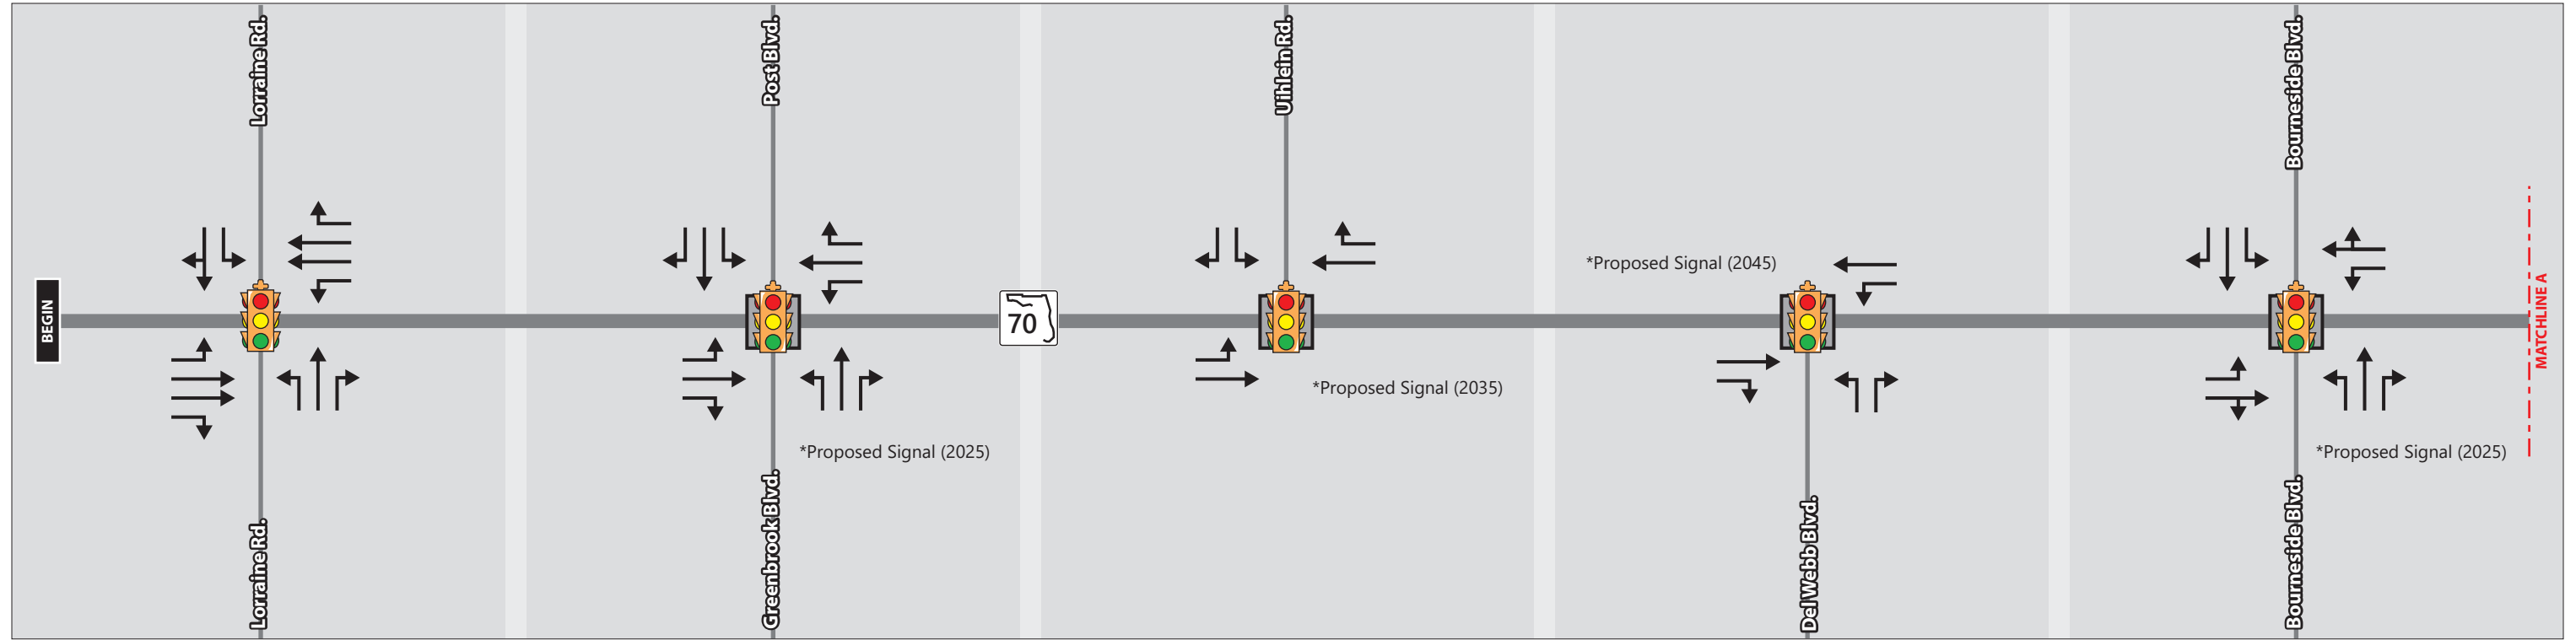 Lorraine Rd.
Post Blvd.
Uihlein Rd.
Bourneside Blvd.
*Proposed Signal (2045)
BEGIN
70
MATCHLINE A
*Proposed Signal (2035)
*Proposed Signal (2025)
*Proposed Signal (2025)
Lorraine Rd.
Greenbrook Blvd.
Del Webb Blvd.
Bourneside Blvd.